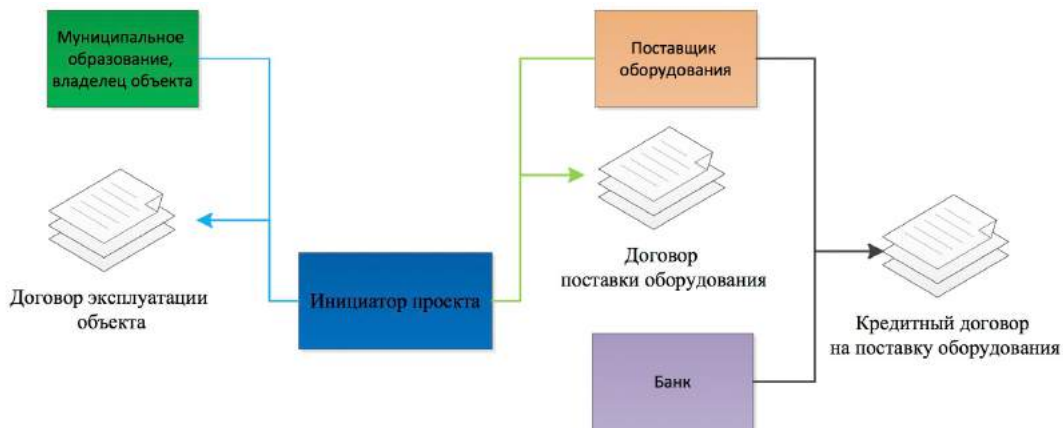 Муниципальное
образование,
владелец объекта
Поставщик
оборудования
Договор эксплуатации
объекта
Инициатор проекта
Договор
поставки оборудования
Банк
Кредитный договор
на поставку оборудования